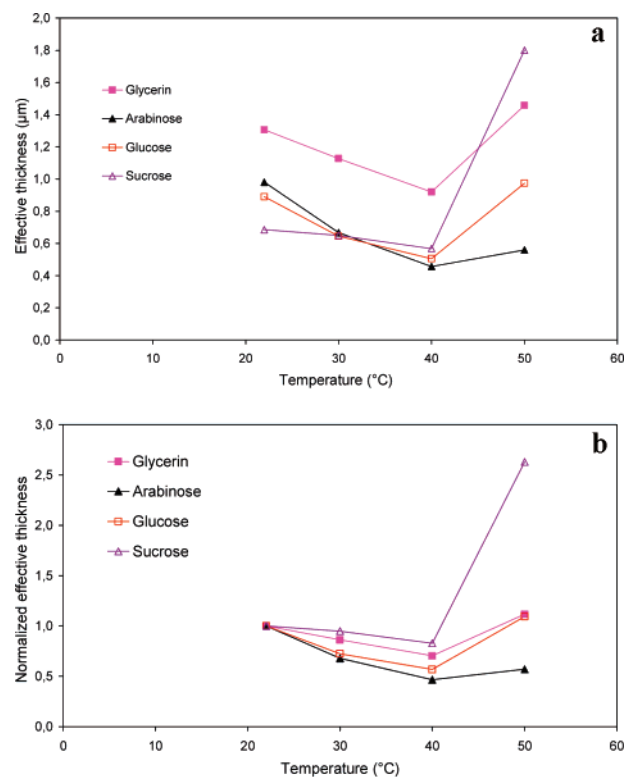 a
2,0
1,8
1,6
1,4
1,2
1,0
0,8
0,6
0,4
0,2
0,0
Effective thickness (µm)
Glycerin
Arabinose
Glucose
Sucrose
0 10 20 30 40 50 60
Temperature (°C)
b
3,0
2,5
2,0
1,5
1,0
0,5
0,0
Normalized effective thickness
Glycerin
Arabinose
Glucose
Sucrose
0 10 20 30 40 50 60
Temperature (°C)